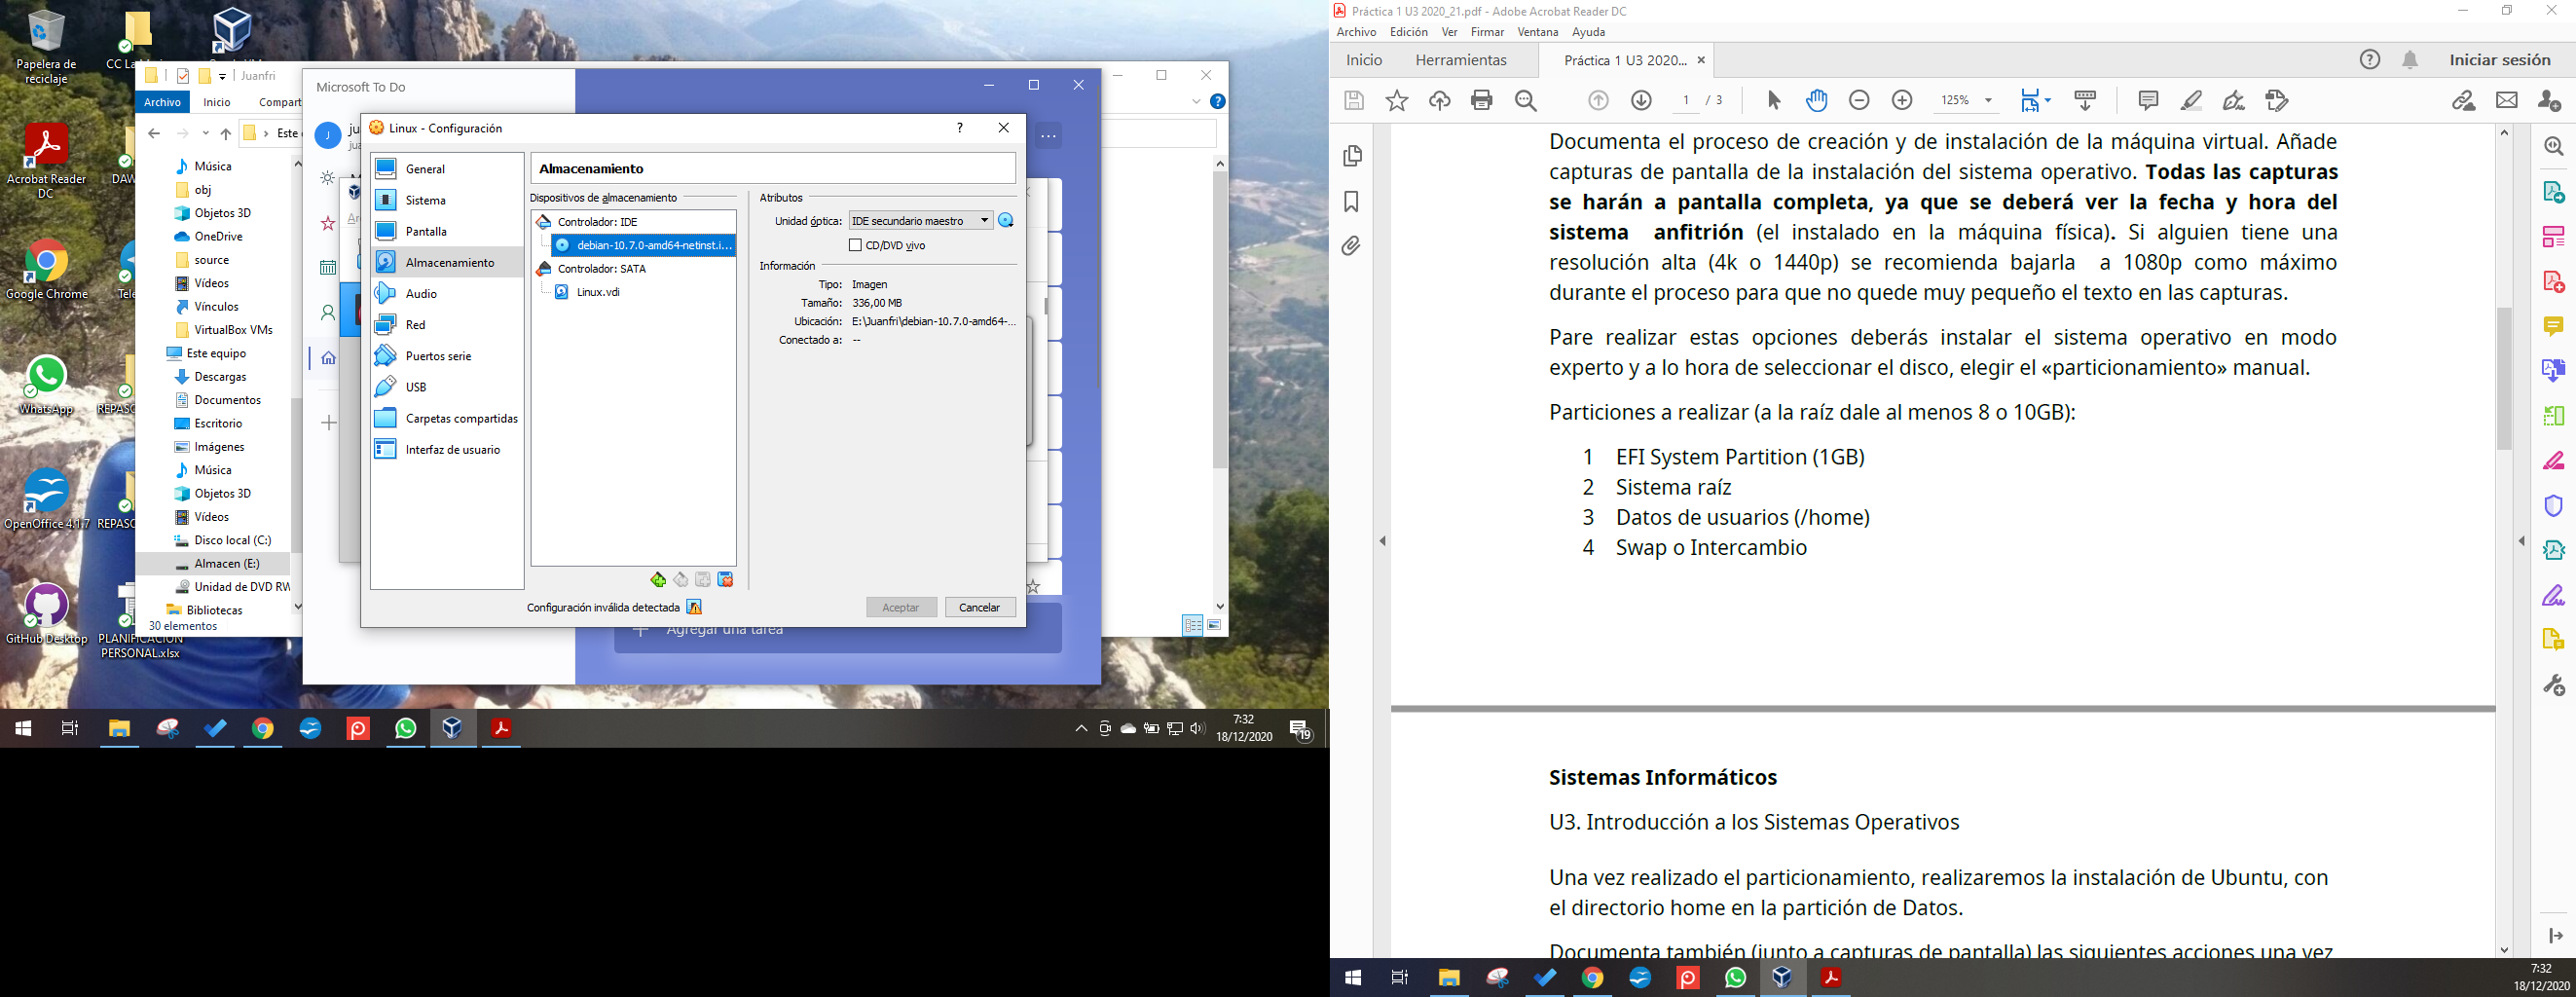 Papelera de
reciclaje
Acrobat Reader
DC
Google Chrome
WhatsApp
OpenOffice 4.1.7
GitHub Desktop
PLANIFICACION
PERSONAL.xlsx
Juanfri
Archivo
Inicio
Música
obj
Objetos 3D
OneDrive
source
Vídeos
Vínculos
VirtualBox VMs
Este equipo
Descargas
Documentos
Escritorio
Imágenes
Música
Objetos 3D
Vídeos
Disco local (C:)
Almacen (E:)
Unidad de DVD RW
Bibliotecas
30 elementos
Microsoft To Do
Agregar una tarea
Linux - Configuración
General
Sistema
Pantalla
Almacenamiento
Audio
Red
Puertos serie
USB
Carpetas compartidas
Interfaz de usuario
Almacenamiento
Dispositivos de almacenamiento
Controlador: IDE
debian-10.7.0-amd64-netinst.i...
Controlador: SATA
Linux.vdi
Atributos
Unidad óptica: IDE secundario maestro
CD/DVD vivo
Información
Tipo: Imagen
Tamaño: 336,00 MB
Ubicación: E:\Juanfri\debian-10.7.0-amd64-...
Conectado a: --
Configuración inválida detectada
Aceptar Cancelar
7:32
18/12/2020
19
Práctica 1 U3 2020_21.pdf - Adobe Acrobat Reader DC
Archivo Edición Ver Firmar Ventana Ayuda
Inicio Herramientas Práctica 1 U3 2020... × Iniciar sesión
1 / 3 125%
Documenta el proceso de creación y de instalación de la máquina virtual. Añade
capturas de pantalla de la instalación del sistema operativo. Todas las capturas
se harán a pantalla completa, ya que se deberá ver la fecha y hora del
sistema anfitrión (el instalado en la máquina física). Si alguien tiene una
resolución alta (4k o 1440p) se recomienda bajarla a 1080p como máximo
durante el proceso para que no quede muy pequeño el texto en las capturas.
Pare realizar estas opciones deberás instalar el sistema operativo en modo
experto y a lo hora de seleccionar el disco, elegir el «particionamiento» manual.
Particiones a realizar (a la raíz dale al menos 8 o 10GB):
1 EFI System Partition (1GB)
2 Sistema raíz
3 Datos de usuarios (/home)
4 Swap o Intercambio
Sistemas Informáticos
U3. Introducción a los Sistemas Operativos
Una vez realizado el particionamiento, realizaremos la instalación de Ubuntu, con
el directorio home en la partición de Datos.
Documenta también (junto a capturas de pantalla) las siguientes acciones una vez
7:32
18/12/2020